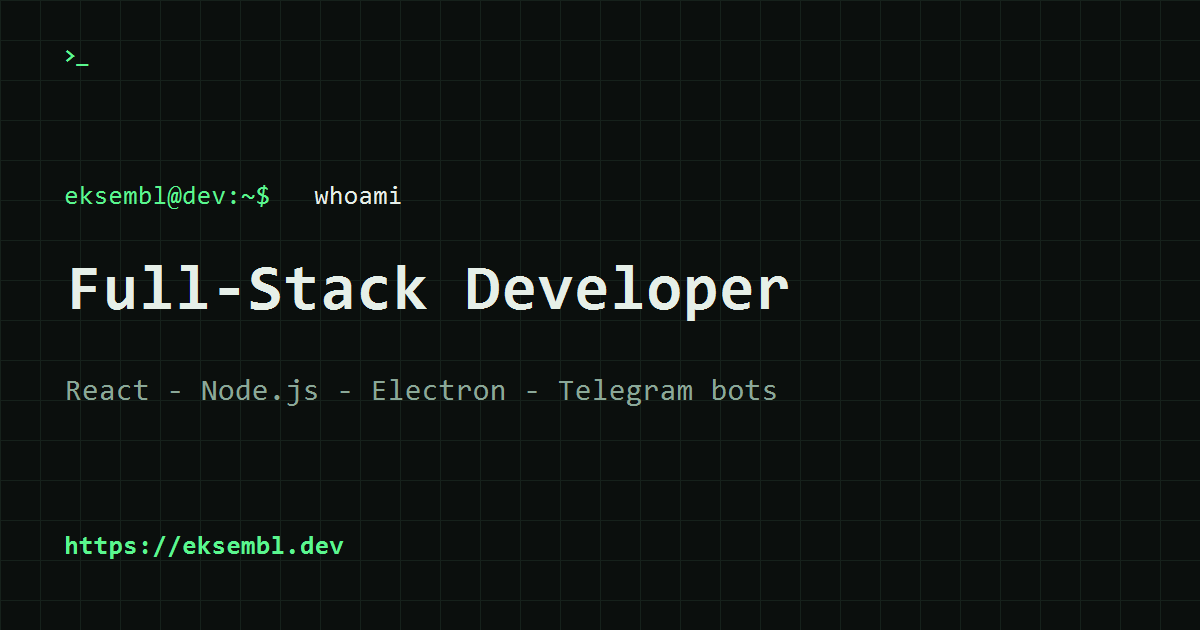 >_
eksembl@dev:~$ whoami
Full-Stack Developer
React - Node.js - Electron - Telegram bots
https://eksembl.dev